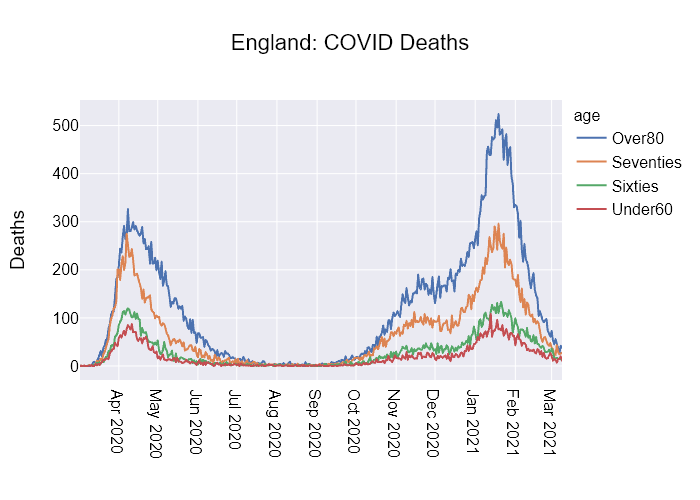 England: COVID Deaths
age
Over80
Seventies
Sixties
Under60
Deaths
500
400
300
200
100
0
Apr 2020
May 2020
Jun 2020
Jul 2020
Aug 2020
Sep 2020
Oct 2020
Nov 2020
Dec 2020
Jan 2021
Feb 2021
Mar 2021